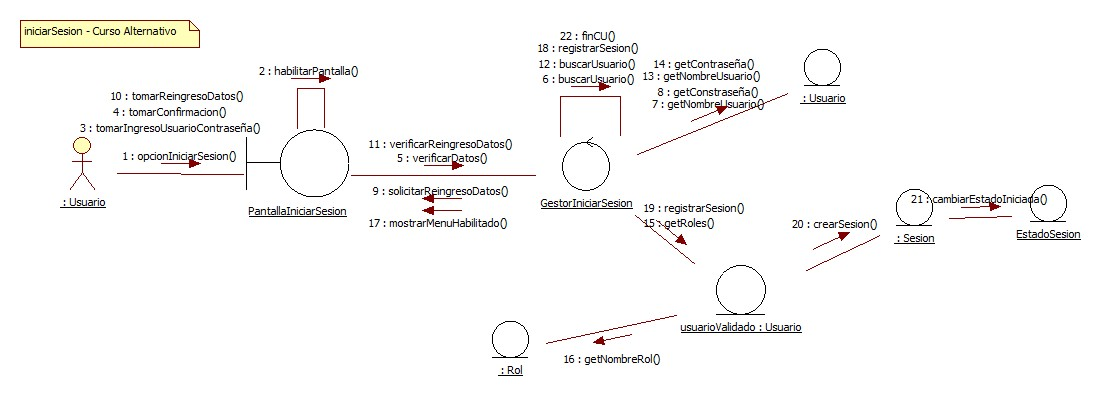 iniciarSesion - Curso Alternativo
22 : finCU()
18 : registrarSesion()
12 : buscarUsuario()
6 : buscarUsuario()
14 : getContraseña()
13 : getNombreUsuario()
8 : getConstraseña()
7 : getNombreUsuario()
: Usuario
2 : habilitarPantalla()
10 : tomarReingresoDatos()
4 : tomarConfirmacion()
3 : tomarIngresoUsuarioContraseña()
1 : opcionIniciarSesion()
: Usuario
PantallaIniciarSesion
11 : verificarReingresoDatos()
5 : verificarDatos()
9 : solicitarReingresoDatos()
17 : mostrarMenuHabilitado()
GestorIniciarSesion
19 : registrarSesion()
15 : getRoles()
20 : crearSesion()
21 : cambiarEstadoIniciada()
: Sesion
EstadoSesion
usuarioValidado : Usuario
16 : getNombreRol()
: Rol